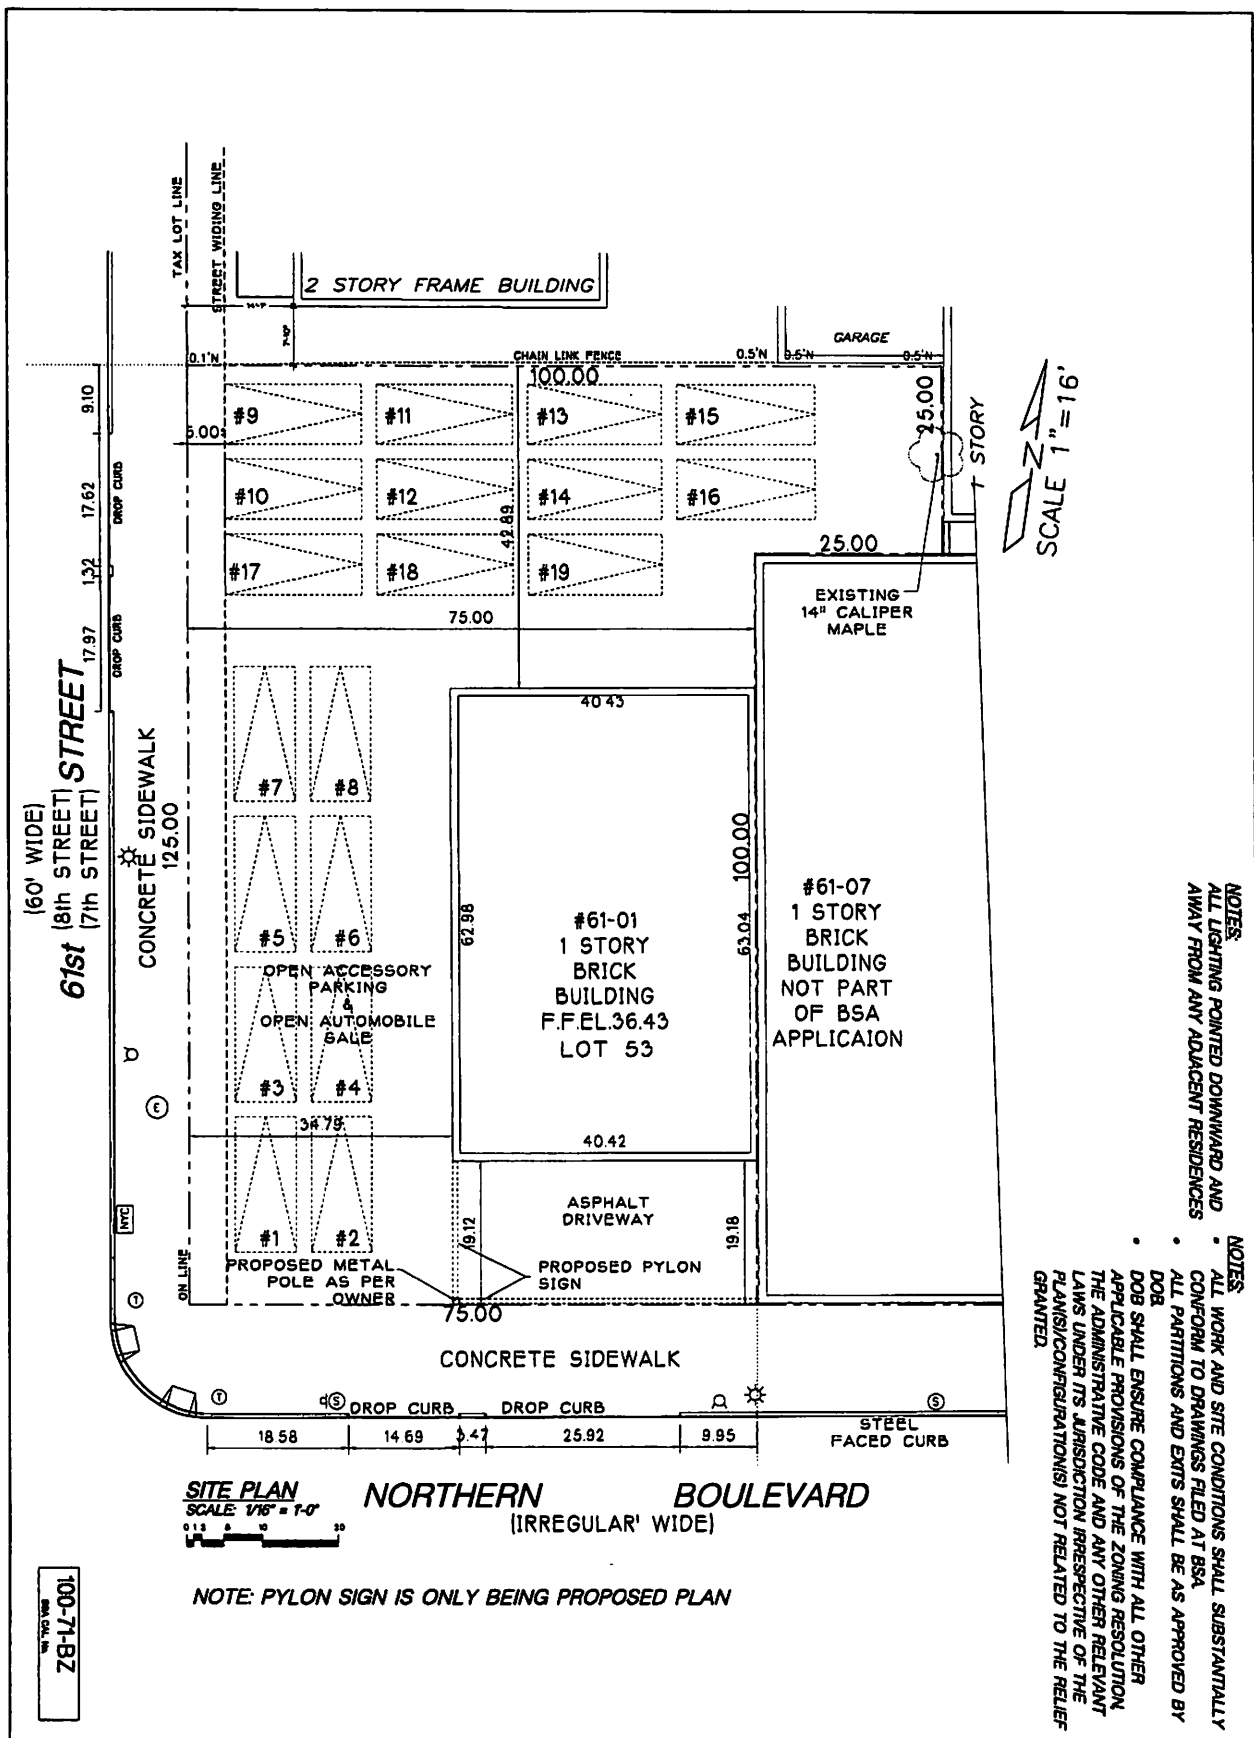 TAX LOT LINE
STREET WIDING LINE
2 STORY FRAME BUILDING
14'-7"
7'-10"
GARAGE
0.1'N
CHAIN LINK FENCE
0.5'N
0.5'N
0.5'N
100.00
25.00
9.10
17.62
DROP CURB
1.32
17.97
DROP CURB
5.00
#9
#11
#13
#15
#10
#12
#14
#16
#17
#18
#19
42.89
1 STORY
N
SCALE 1"=16'
25.00
EXISTING
14" CALIPER
MAPLE
75.00
40.43
#7
#8
#5
#6
#3
#4
#1
#2
OPEN ACCESSORY
PARKING
&
OPEN AUTOMOBILE
SALE
61st STREET
(60' WIDE)
(8th STREET)
(7th STREET)
CONCRETE SIDEWALK
125.00
E
NYC
T
ON LINE
34.79
62.98
#61-01
1 STORY
BRICK
BUILDING
F.F.EL.36.43
LOT 53
100.00
63.04
40.42
#61-07
1 STORY
BRICK
BUILDING
NOT PART
OF BSA
APPLICAION
19.12
ASPHALT
DRIVEWAY
19.18
PROPOSED METAL
POLE AS PER
OWNER
PROPOSED PYLON
SIGN
75.00
CONCRETE SIDEWALK
T
S
DROP CURB
DROP CURB
S
STEEL
FACED CURB
18.58
14.69
3.47
25.92
9.95
SITE PLAN
SCALE: 1/16" = 1'-0"
NORTHERN BOULEVARD
(IRREGULAR' WIDE)
NOTE: PYLON SIGN IS ONLY BEING PROPOSED PLAN
100-71-BZ
BSA CAL No.
NOTES:
ALL LIGHTING POINTED DOWNWARD AND
AWAY FROM ANY ADJACENT RESIDENCES
NOTES:
• ALL WORK AND SITE CONDITIONS SHALL SUBSTANTIALLY
CONFORM TO DRAWINGS FILED AT BSA
• ALL PARTITIONS AND EXITS SHALL BE AS APPROVED BY
DOB.
• DOB SHALL ENSURE COMPLIANCE WITH ALL OTHER
APPLICABLE PROVISIONS OF THE ZONING RESOLUTION,
THE ADMINISTRATIVE CODE AND ANY OTHER RELEVANT
LAWS UNDER ITS JURISDICTION IRRESPECTIVE OF THE
PLAN(S)/CONFIGURATION(S) NOT RELATED TO THE RELIEF
GRANTED.